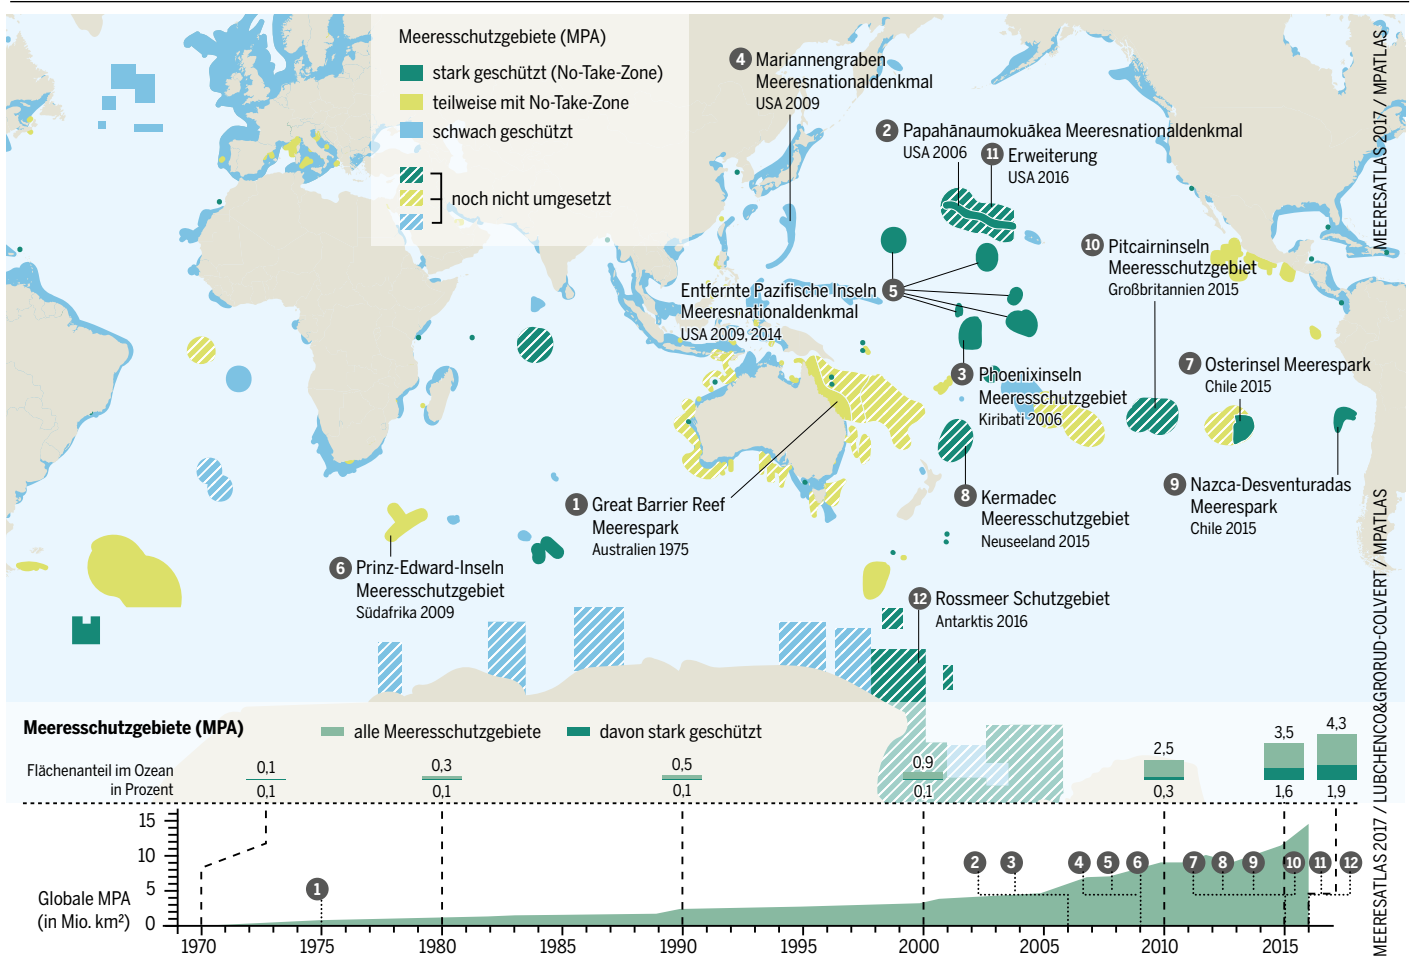 Meeresschutzgebiete (MPA)
stark geschützt (No-Take-Zone)
teilweise mit No-Take-Zone
schwach geschützt
noch nicht umgesetzt
4 Mariannengraben
Meeresnationaldenkmal
USA 2009
2 Papahānaumokuākea Meeresnationaldenkmal
USA 2006
11 Erweiterung
USA 2016
10 Pitcairninseln
Meeresschutzgebiet
Großbritannien 2015
Entfernte Pazifische Inseln 5
Meeresnationaldenkmal
USA 2009, 2014
3 Phoenixinseln
Meeresschutzgebiet
Kiribati 2006
7 Osterinsel Meerespark
Chile 2015
9 Nazca-Desventuradas
Meerespark
Chile 2015
1 Great Barrier Reef
Meerespark
Australien 1975
8 Kermadec
Meeresschutzgebiet
Neuseeland 2015
6 Prinz-Edward-Inseln
Meeresschutzgebiet
Südafrika 2009
12 Rossmeer Schutzgebiet
Antarktis 2016
MEERESATLAS 2017 / MPATLAS
Meeresschutzgebiete (MPA)
alle Meeresschutzgebiete
davon stark geschützt
Flächenanteil im Ozean
in Prozent
0,1 0,3 0,5 0,9 2,5 3,5 4,3
0,1 0,1 0,1 0,1 0,3 1,6 1,9
15
10
5
0
Globale MPA
(in Mio. km²)
1 2 3 4 5 6 7 8 9 10 11 12
1970 1975 1980 1985 1990 1995 2000 2005 2010 2015
MEERESATLAS 2017 / LUBCHENCO&GRORUD-COLVERT / MPATLAS